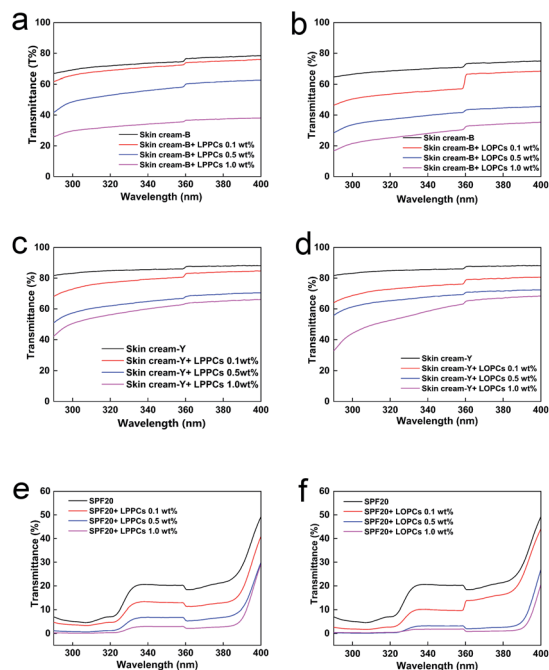 a
100
80
60
40
20
0
Transmittance (T%)
Skin cream-B
Skin cream-B+ LPPCs 0.1 wt%
Skin cream-B+ LPPCs 0.5 wt%
Skin cream-B+ LPPCs 1.0 wt%
300 320 340 360 380 400
Wavelength (nm)
b
100
80
60
40
20
0
Transmittance (%)
Skin cream-B
Skin cream-B+ LOPCs 0.1 wt%
Skin cream-B+ LOPCs 0.5 wt%
Skin cream-B+ LOPCs 1.0 wt%
300 320 340 360 380 400
Wavelength (nm)
c
100
80
60
40
20
0
Transmittance (%)
Skin cream-Y
Skin cream-Y+ LPPCs 0.1wt%
Skin cream-Y+ LPPCs 0.5wt%
Skin cream-Y+ LPPCs 1.0wt%
300 320 340 360 380 400
Wavelength (nm)
d
100
80
60
40
20
0
Transmittance (%)
Skin cream-Y
Skin cream-Y+ LOPCs 0.1 wt%
Skin cream-Y+ LOPCs 0.5 wt%
Skin cream-Y+ LOPCs 1.0 wt%
300 320 340 360 380 400
Wavelength (nm)
e
60
50
40
30
20
10
0
Transmittance (%)
SPF20
SPF20+ LPPCs 0.1 wt%
SPF20+ LPPCs 0.5 wt%
SPF20+ LPPCs 1.0 wt%
300 320 340 360 380 400
Wavelength (nm)
f
60
50
40
30
20
10
0
Transmittance (%)
SPF20
SPF20+ LOPCs 0.1 wt%
SPF20+ LOPCs 0.5 wt%
SPF20+ LOPCs 1.0 wt%
300 320 340 360 380 400
Wavelength (nm)